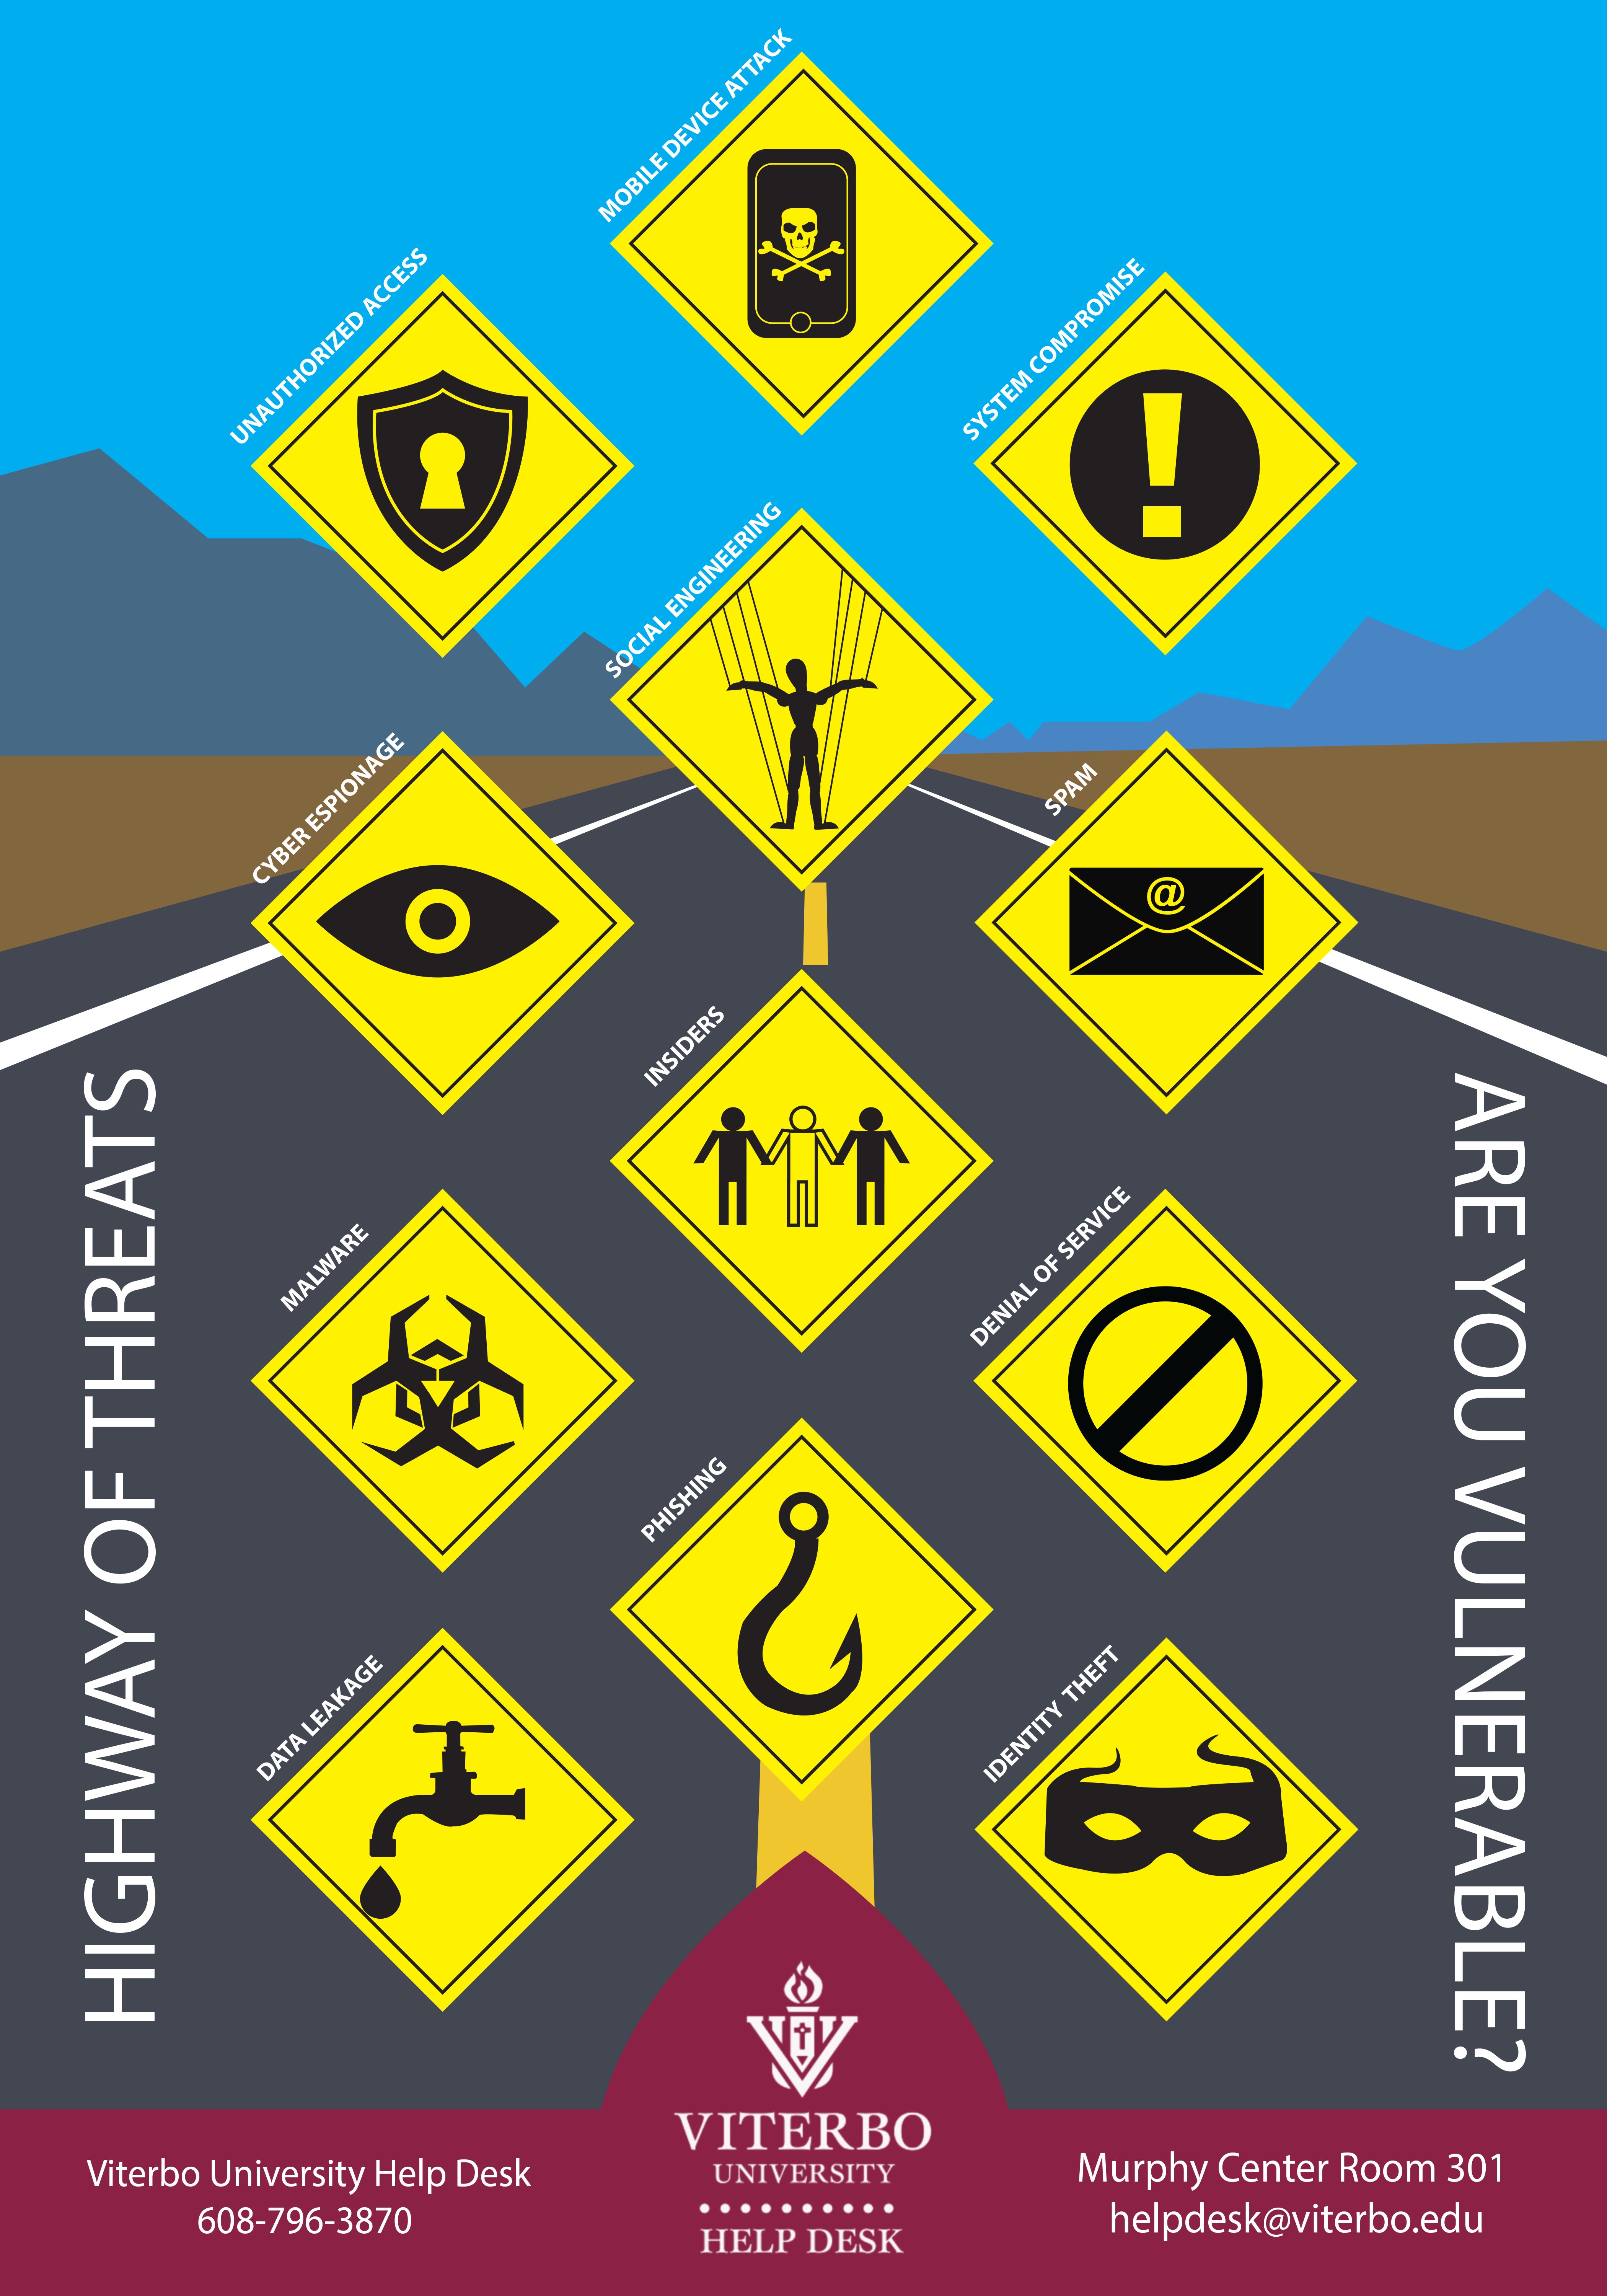 MOBILE DEVICE ATTACK
UNAUTHORIZED ACCESS
SYSTEM COMPROMISE
SOCIAL ENGINEERING
CYBER ESPIONAGE
SPAM
@
INSIDERS
MALWARE
DENIAL OF SERVICE
PHISHING
DATA LEAKAGE
IDENTITY THEFT
HIGHWAY OF THREATS
ARE YOU VULNERABLE?
VITERBO
UNIVERSITY
HELP DESK
Viterbo University Help Desk
608-796-3870
Murphy Center Room 301
helpdesk@viterbo.edu